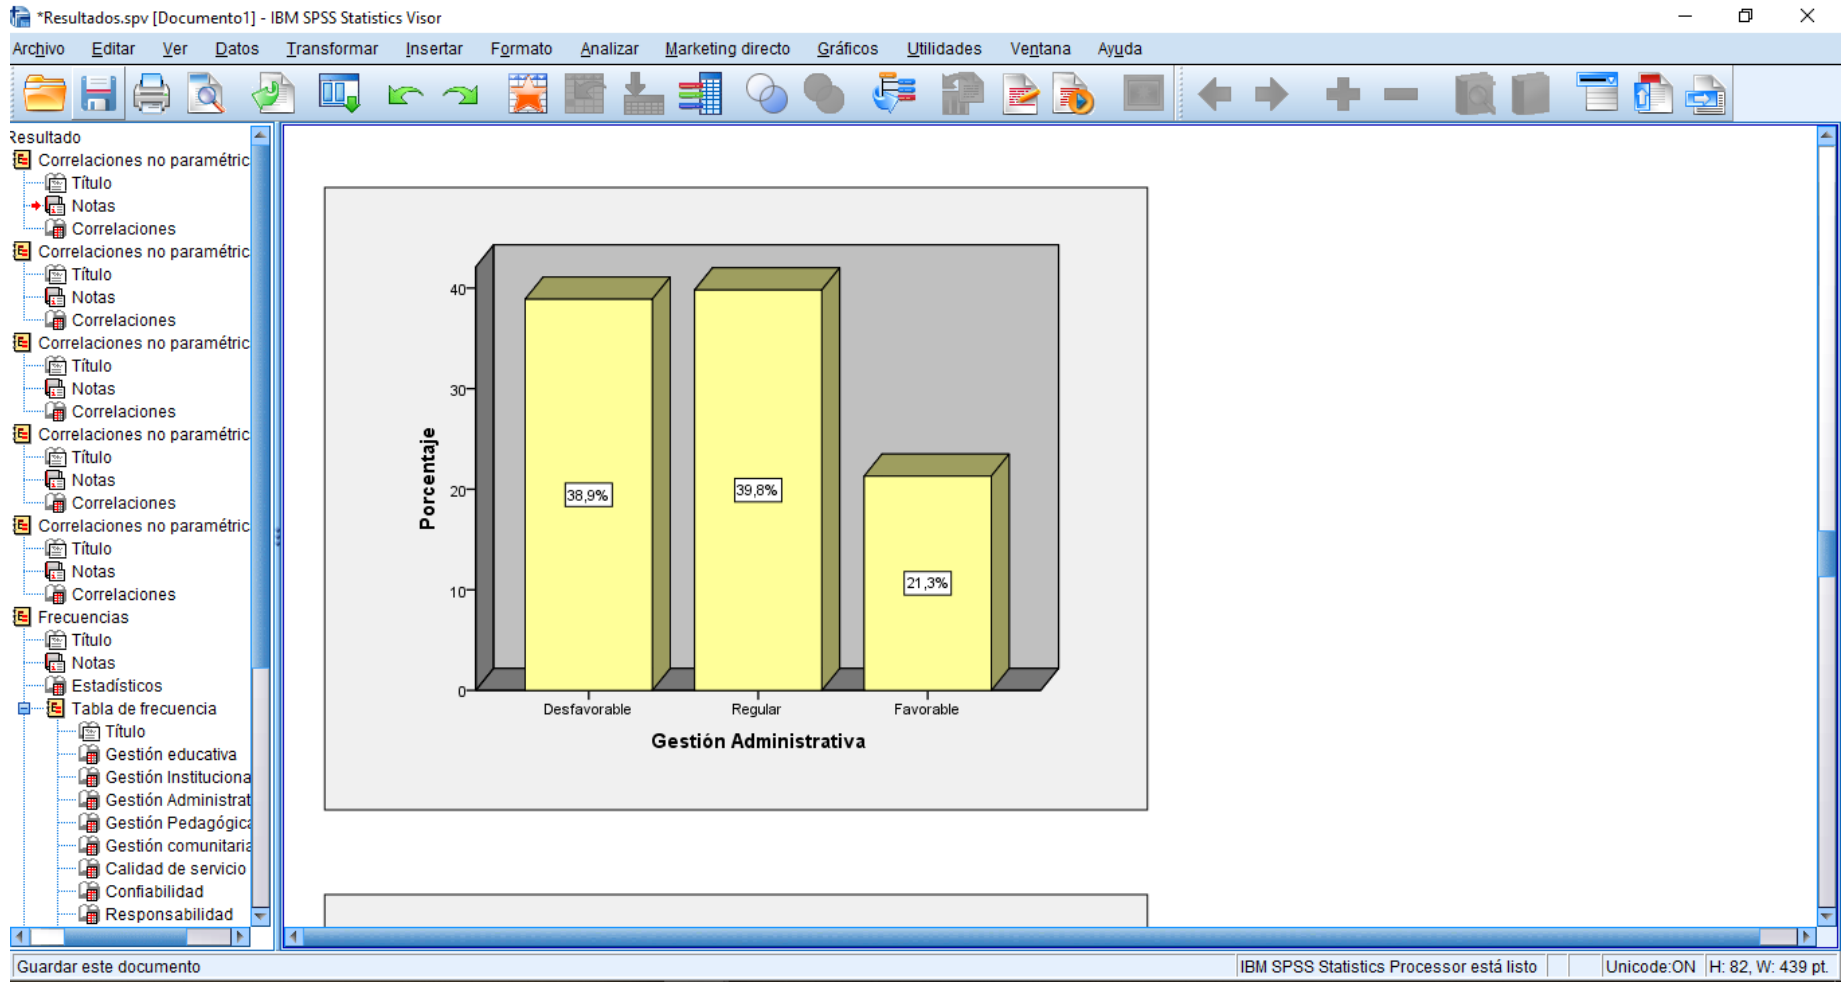 *Resultados.spv [Documento1] - IBM SPSS Statistics Visor
Archivo Editar Ver Datos Transformar Insertar Formato Analizar Marketing directo Gráficos Utilidades Ventana Ayuda
Resultado
Correlaciones no paramétric
Título
Notas
Correlaciones
Correlaciones no paramétric
Título
Notas
Correlaciones
Correlaciones no paramétric
Título
Notas
Correlaciones
Correlaciones no paramétric
Título
Notas
Correlaciones
Correlaciones no paramétric
Título
Notas
Correlaciones
Frecuencias
Título
Notas
Estadísticos
Tabla de frecuencia
Título
Gestión educativa
Gestión Instituciona
Gestión Administrat
Gestión Pedagógica
Gestión comunitaria
Calidad de servicio
Confiabilidad
Responsabilidad
Porcentaje
40
30
20
10
0
38,9%
39,8%
21,3%
Desfavorable Regular Favorable
Gestión Administrativa
Guardar este documento IBM SPSS Statistics Processor está listo Unicode:ON H: 82, W: 439 pt.